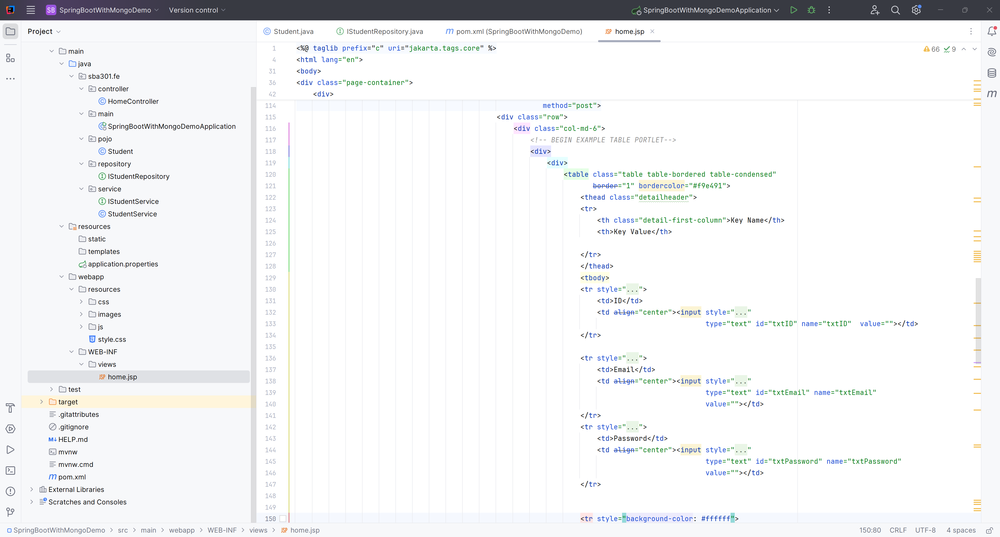 SB SpringBootWithMongoDemo Version control SpringBootWithMongoDemoApplication
Project
main
java
sba301.fe
controller
HomeController
main
SpringBootWithMongoDemoApplication
pojo
Student
repository
IStudentRepository
service
IStudentService
StudentService
resources
static
templates
application.properties
webapp
resources
css
images
js
style.css
WEB-INF
views
JSP home.jsp
test
target
.gitattributes
.gitignore
M↓ HELP.md
mvnw
mvnw.cmd
m pom.xml
External Libraries
Scratches and Consoles
Student.java IStudentRepository.java m pom.xml (SpringBootWithMongoDemo) JSP home.jsp
66 9
1 <%@ taglib prefix="c" uri="jakarta.tags.core" %>
4 <html lang="en">
31 <body>
36 <div class="page-container">
42 <div>
114 method="post">
115 <div class="row">
116 <div class="col-md-6">
117 <!-- BEGIN EXAMPLE TABLE PORTLET-->
118 <div>
119 <div>
120 <table class="table table-bordered table-condensed"
121 border="1" bordercolor="#f9e491">
122 <thead class="detailheader">
123 <tr>
124 <th class="detail-first-column">Key Name</th>
125 <th>Key Value</th>
126
127 </tr>
128 </thead>
129 <tbody>
130 <tr style="...">
131 <td>ID</td>
132 <td align="center"><input style="..."
133 type="text" id="txtID" name="txtID"  value=""></td>
134 </tr>
135
136 <tr style="...">
137 <td>Email</td>
138 <td align="center"><input style="..."
139 type="text" id="txtEmail" name="txtEmail"
140 value=""></td>
141 </tr>
142 <tr style="...">
143 <td>Password</td>
144 <td align="center"><input style="..."
145 type="text" id="txtPassword" name="txtPassword"
146 value=""></td>
147 </tr>
148
149
150 <tr style="background-color: #ffffff">
SpringBootWithMongoDemo > src > main > webapp > WEB-INF > views > JSP home.jsp 150:80 CRLF UTF-8 4 spaces